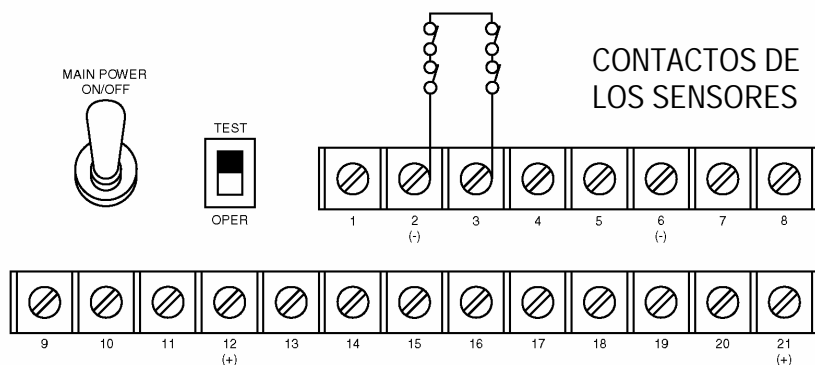 CONTACTOS DE
LOS SENSORES
MAIN POWER
ON/OFF
TEST
OPER
1 2 3 4 5 6 7 8
(-) (-)
9 10 11 12 13 14 15 16 17 18 19 20 21
(+) (+)